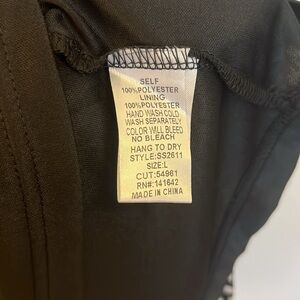 SELF
100%POLYESTER
LINING
100%POLYESTER
HAND WASH COLD
WASH SEPARATELY
COLOR WILL BLEED
NO BLEACH
HANG TO DRY
STYLE:SS2611
SIZE:L
CUT:54961
RN#:141642
MADE IN CHINA